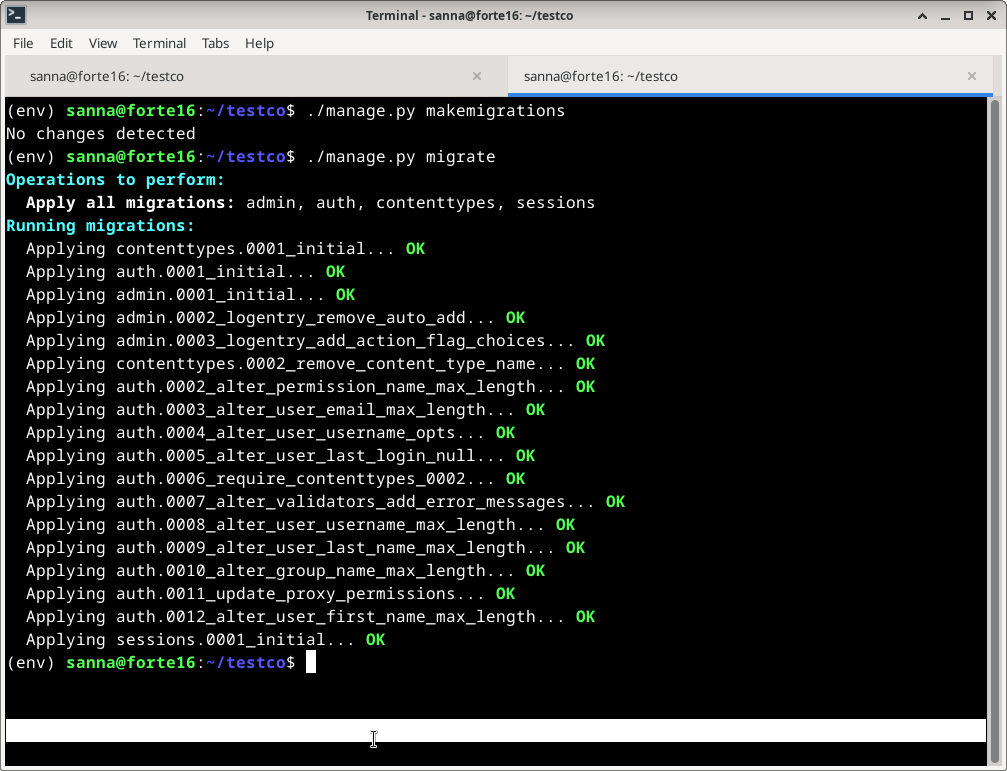 Terminal - sanna@forte16: ~/testco
File Edit View Terminal Tabs Help
sanna@forte16: ~/testco sanna@forte16: ~/testco
(env) sanna@forte16:~/testco$ ./manage.py makemigrations
No changes detected
(env) sanna@forte16:~/testco$ ./manage.py migrate
Operations to perform:
  Apply all migrations: admin, auth, contenttypes, sessions
Running migrations:
  Applying contenttypes.0001_initial... OK
  Applying auth.0001_initial... OK
  Applying admin.0001_initial... OK
  Applying admin.0002_logentry_remove_auto_add... OK
  Applying admin.0003_logentry_add_action_flag_choices... OK
  Applying contenttypes.0002_remove_content_type_name... OK
  Applying auth.0002_alter_permission_name_max_length... OK
  Applying auth.0003_alter_user_email_max_length... OK
  Applying auth.0004_alter_user_username_opts... OK
  Applying auth.0005_alter_user_last_login_null... OK
  Applying auth.0006_require_contenttypes_0002... OK
  Applying auth.0007_alter_validators_add_error_messages... OK
  Applying auth.0008_alter_user_username_max_length... OK
  Applying auth.0009_alter_user_last_name_max_length... OK
  Applying auth.0010_alter_group_name_max_length... OK
  Applying auth.0011_update_proxy_permissions... OK
  Applying auth.0012_alter_user_first_name_max_length... OK
  Applying sessions.0001_initial... OK
(env) sanna@forte16:~/testco$